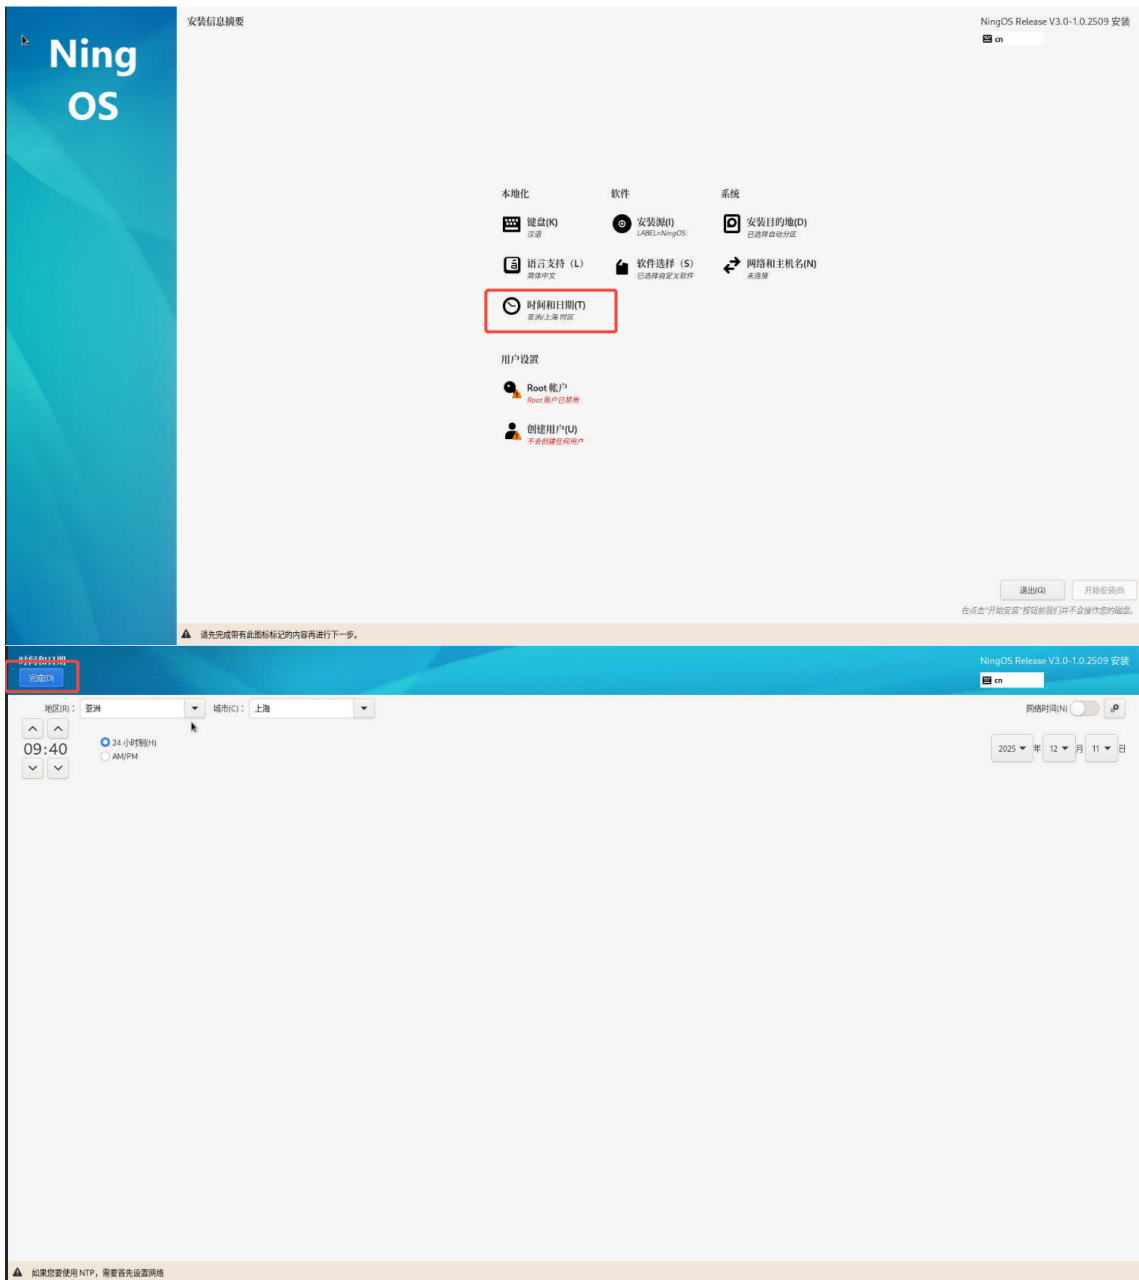 Ning
OS
安装信息摘要
NingOS Release V3.0-1.0.2509 安装
cn
本地化
软件
系统
键盘(K)
汉语
安装源(I)
LABEL=NingOS:
安装目的地(D)
已选择自动分区
语言支持（L）
简体中文
软件选择（S）
已选择自定义软件
网络和主机名(N)
未连接
时间和日期(T)
亚洲/上海 时区
用户设置
Root 帐户
Root 账户已禁用
创建用户(U)
不会创建任何用户
退出(Q)
开始安装(B)
在点击"开始安装"按钮前我们并不会操作您的磁盘。
请先完成带有此图标标记的内容再进行下一步。
时间和日期
完成(D)
NingOS Release V3.0-1.0.2509 安装
cn
地区(R)：
亚洲
城市(C)：
上海
网络时间(N)
09:40
24 小时制(H)
AM/PM
2025 年 12 月 11 日
如果您要使用 NTP，需要首先设置网络